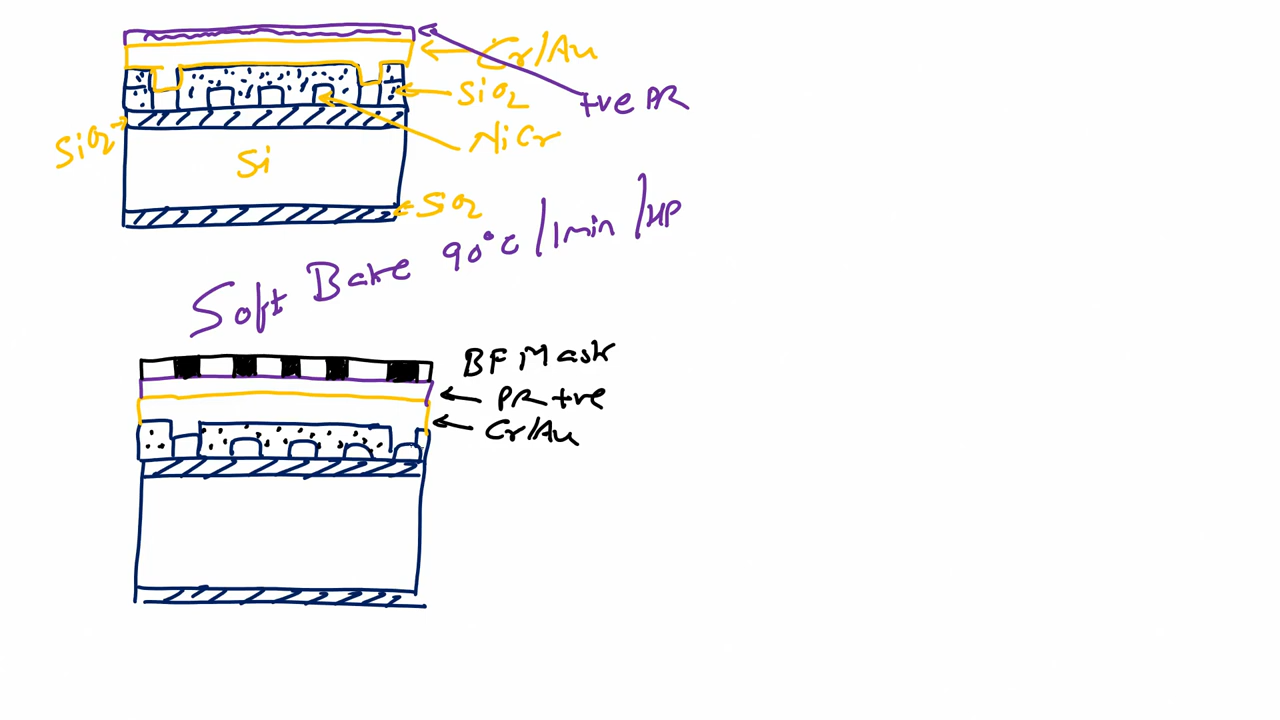 Cr/Au
SiO2
+ve PR
NiCr
SiO2
Si
SiO2
Soft Bake 90°C/1min/HP
BF Mask
PR +ve
Cr/Au